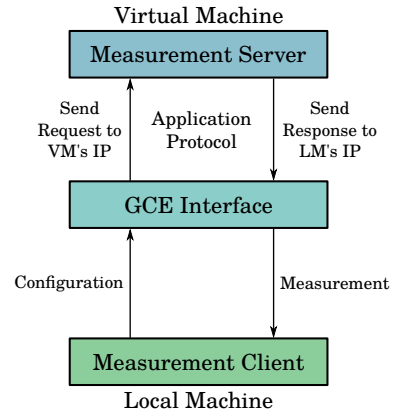 Virtual Machine
Measurement Server
Send
Request to
VM's IP
Application
Protocol
Send
Response to
LM's IP
GCE Interface
Configuration
Measurement
Measurement Client
Local Machine